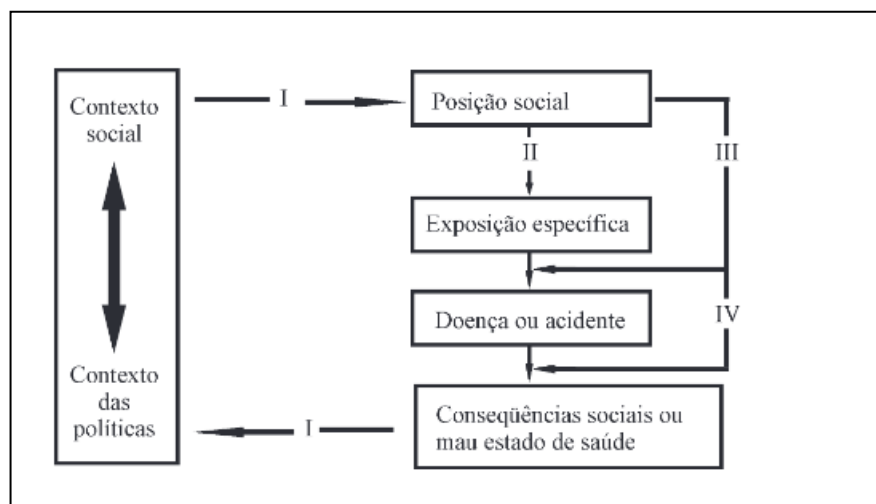 Contexto
social
Contexto
das
políticas
I
Posição social
II
III
Exposição específica
Doença ou acidente
IV
Conseqüências sociais ou
mau estado de saúde
I